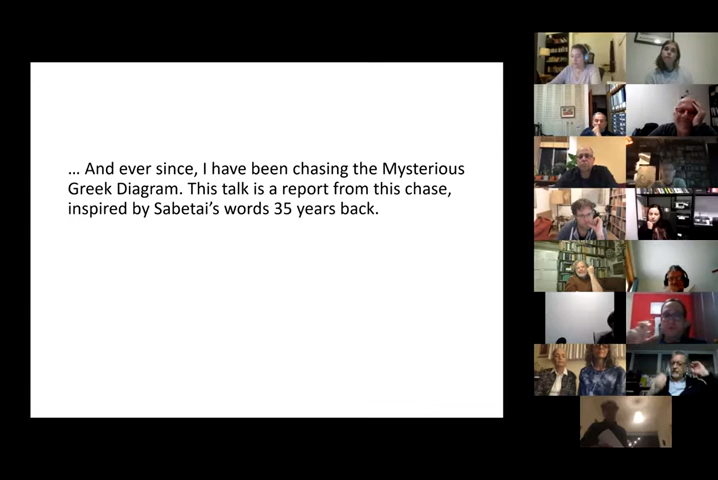 … And ever since, I have been chasing the Mysterious
Greek Diagram. This talk is a report from this chase,
inspired by Sabetai’s words 35 years back.